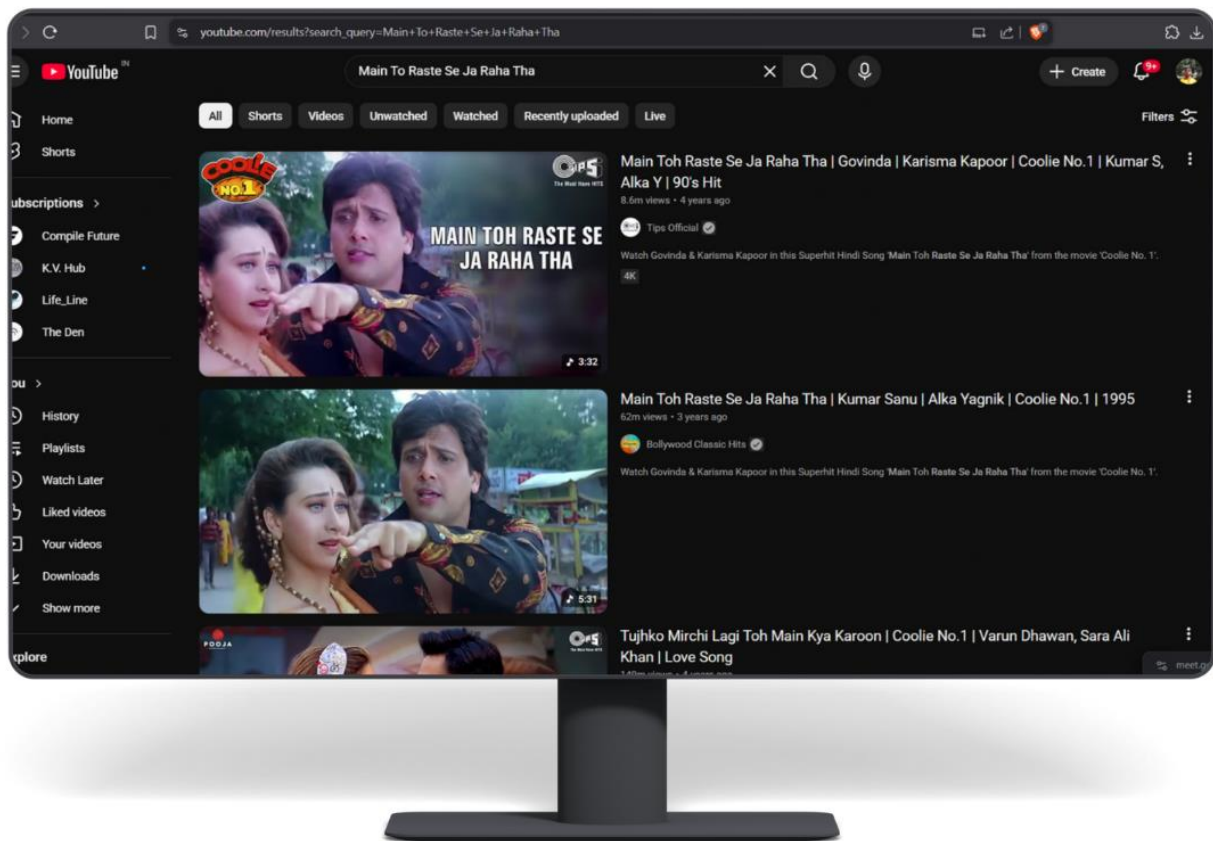 youtube.com/results?search_query=Main+To+Raste+Se+Ja+Raha+Tha
YouTube IN
Main To Raste Se Ja Raha Tha
Create
9+
Home
Shorts
ubscriptions
Compile Future
K.V. Hub
Life_Line
The Den
ou
History
Playlists
Watch Later
Liked videos
Your videos
Downloads
Show more
xplore
All
Shorts
Videos
Unwatched
Watched
Recently uploaded
Live
Filters
COOLIE
NO.1
TIPS
MAIN TOH RASTE SE
JA RAHA THA
3:32
Main Toh Raste Se Ja Raha Tha | Govinda | Karisma Kapoor | Coolie No.1 | Kumar S,
Alka Y | 90's Hit
8.6m views • 4 years ago
Tips Official
Watch Govinda & Karisma Kapoor in this Superhit Hindi Song 'Main Toh Raste Se Ja Raha Tha' from the movie 'Coolie No. 1'.
4K
5:31
Main Toh Raste Se Ja Raha Tha | Kumar Sanu | Alka Yagnik | Coolie No.1 | 1995
62m views • 3 years ago
Bollywood Classic Hits
Watch Govinda & Karisma Kapoor in this Superhit Hindi Song 'Main Toh Raste Se Ja Raha Tha' from the movie 'Coolie No. 1'.
POOJA
TIPS
Tujhko Mirchi Lagi Toh Main Kya Karoon | Coolie No.1 | Varun Dhawan, Sara Ali
Khan | Love Song
meet.g